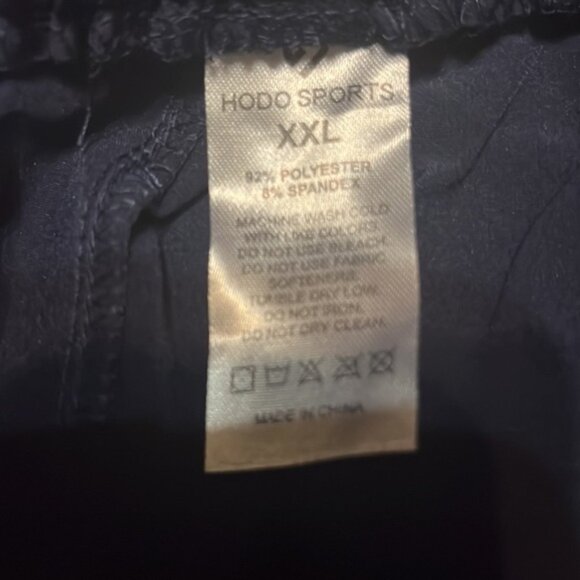 HODO SPORTS
XXL
92% POLYESTER
8% SPANDEX
MACHINE WASH COLD
WITH LIKE COLORS.
DO NOT USE BLEACH.
DO NOT USE FABRIC
SOFTENERS.
TUMBLE DRY LOW.
DO NOT IRON.
DO NOT DRY CLEAN.
MADE IN CHINA